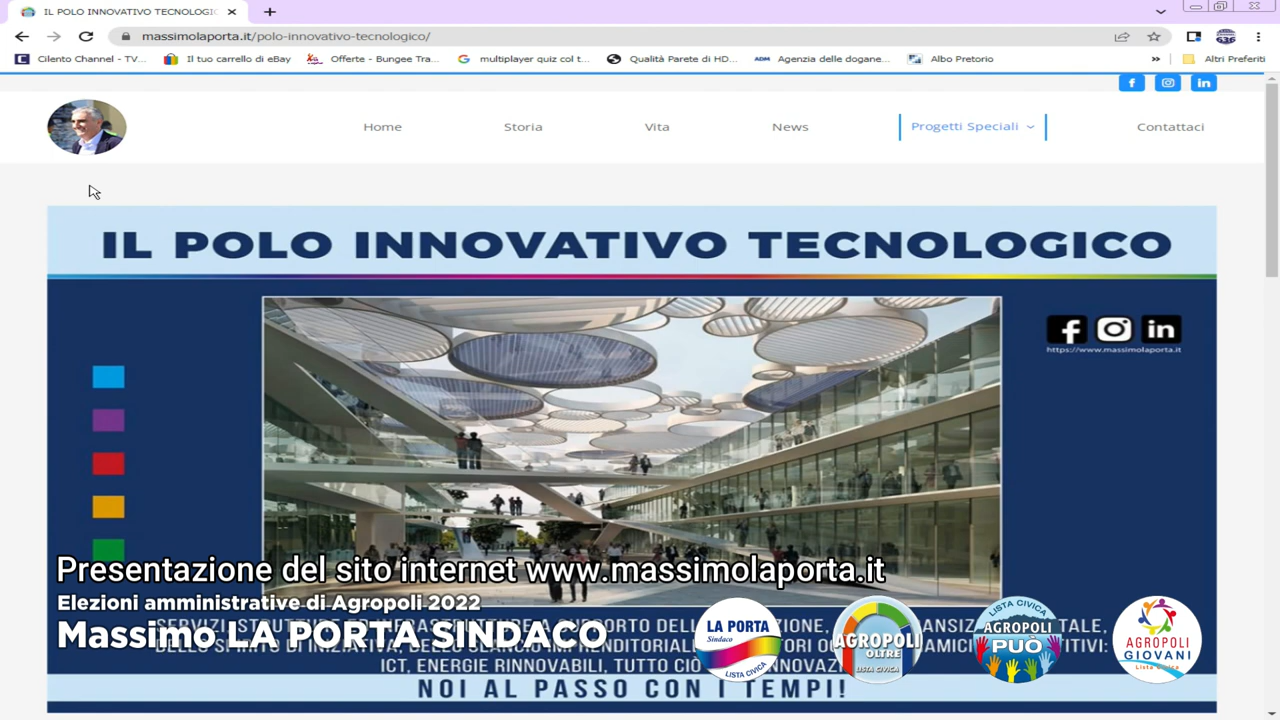 IL POLO INNOVATIVO TECNOLOGIC
massimolaporta.it/polo-innovativo-tecnologico/
Cilento Channel - TV...
Il tuo carrello di eBay
Offerte - Bungee Tra...
multiplayer quiz col t...
Qualità Parete di HD...
ADM
Agenzia delle dogane...
Albo Pretorio
»
Altri Preferiti
Home
Storia
Vita
News
Progetti Speciali
Contattaci
IL POLO INNOVATIVO TECNOLOGICO
https://www.massimolaporta.it
Presentazione del sito internet www.massimolaporta.it
Elezioni amministrative di Agropoli 2022
Massimo LA PORTA SINDACO
ICT, ENERGIE RINNOVABILI, TUTTO CIÒ
NOI AL PASSO CON I TEMPI!
LA PORTA
Sindaco
LISTA CIVICA
AGROPOLI
OLTRE
LISTA CIVICA
LISTA CIVICA
AGROPOLI
PUÒ
AGROPOLI
GIOVANI
Lista Civica